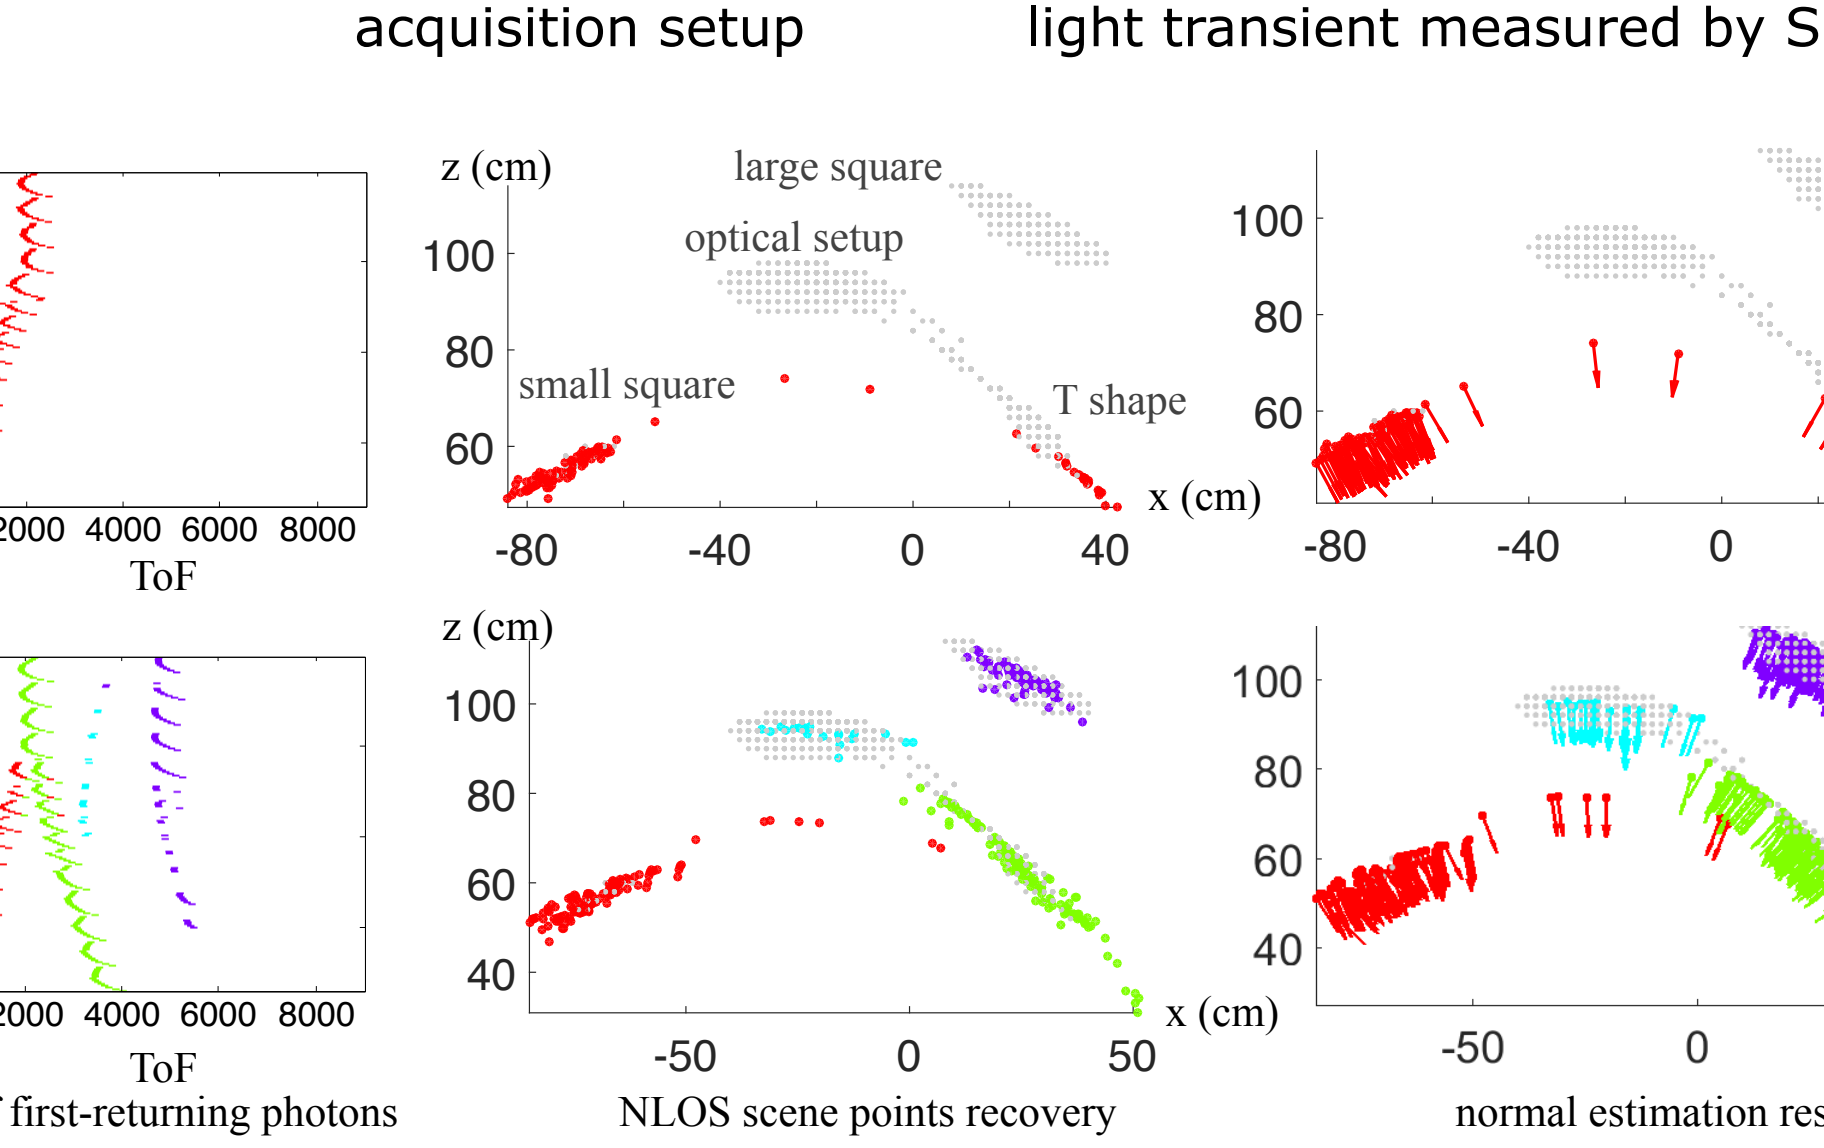 acquisition setup
light transient measured by S
2000 4000 6000 8000
ToF
z (cm)
large square
optical setup
small square
T shape
100
80
60
x (cm)
-80 -40 0 40
100
80
60
-80 -40 0
2000 4000 6000 8000
ToF
first-returning photons
z (cm)
100
80
60
40
x (cm)
-50 0 50
NLOS scene points recovery
100
80
60
40
-50 0
normal estimation res